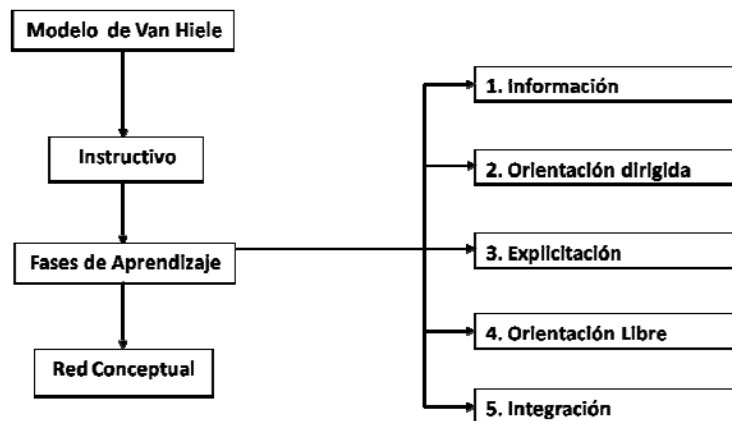 Modelo de Van Hiele
Instructivo
Fases de Aprendizaje
Red Conceptual
1. Información
2. Orientación dirigida
3. Explicitación
4. Orientación Libre
5. Integración